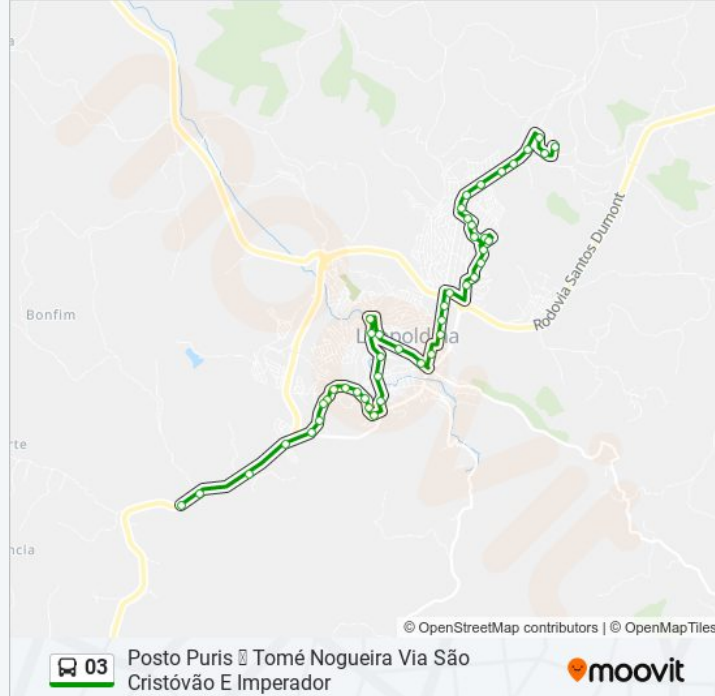 Rodovia Santos Dumont
Bonfim
Leopoldina
rte
ncia
© OpenStreetMap contributors | © OpenMapTiles
03
Posto Puris ⍰ Tomé Nogueira Via São
Cristóvão E Imperador
moovit